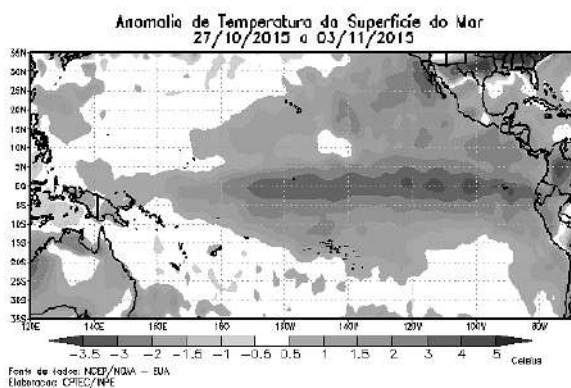 Anomalia de Temperatura da Superfície do Mar
27/10/2015 a 03/11/2015
35N
30N
25N
20N
15N
10N
5N
EQ
5S
10S
15S
20S
25S
30S
35S
120E 140E 160E 180 160W 140W 120W 100W 80W
-3.5 -3 -2 -1.5 -1 -0.5 0.5 1 1.5 2 3 4 5 Celsius
Fonte de dados: NCEP/NOAA - EUA
Elaboracao: CPTEC/INPE